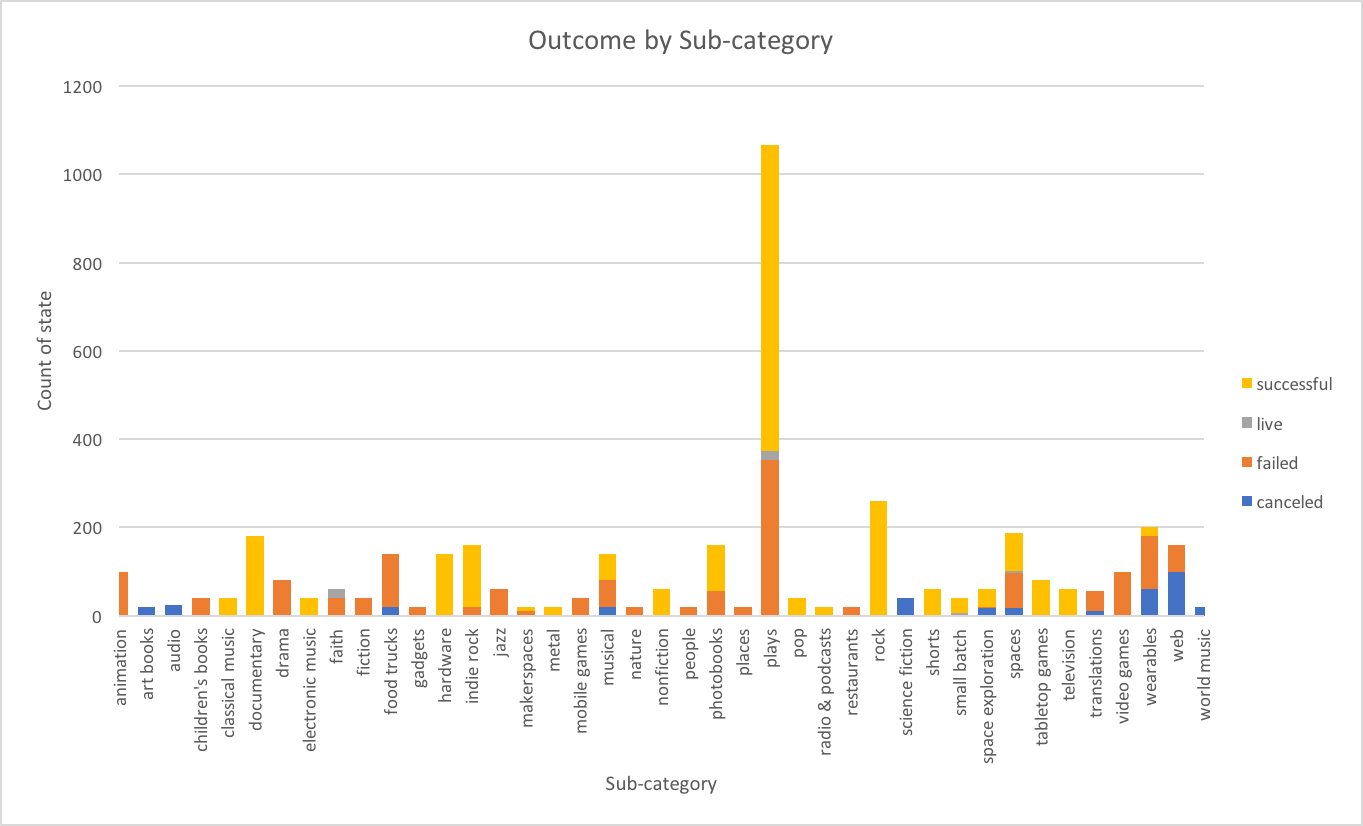 Outcome by Sub-category
1200
1000
800
600
400
200
0
Count of state
animation
art books
audio
children's books
classical music
documentary
drama
electronic music
faith
fiction
food trucks
gadgets
hardware
indie rock
jazz
makerspaces
metal
mobile games
musical
nature
nonfiction
people
photobooks
places
plays
pop
radio & podcasts
restaurants
rock
science fiction
shorts
small batch
space exploration
spaces
tabletop games
television
translations
video games
wearables
web
world music
Sub-category
successful
live
failed
canceled